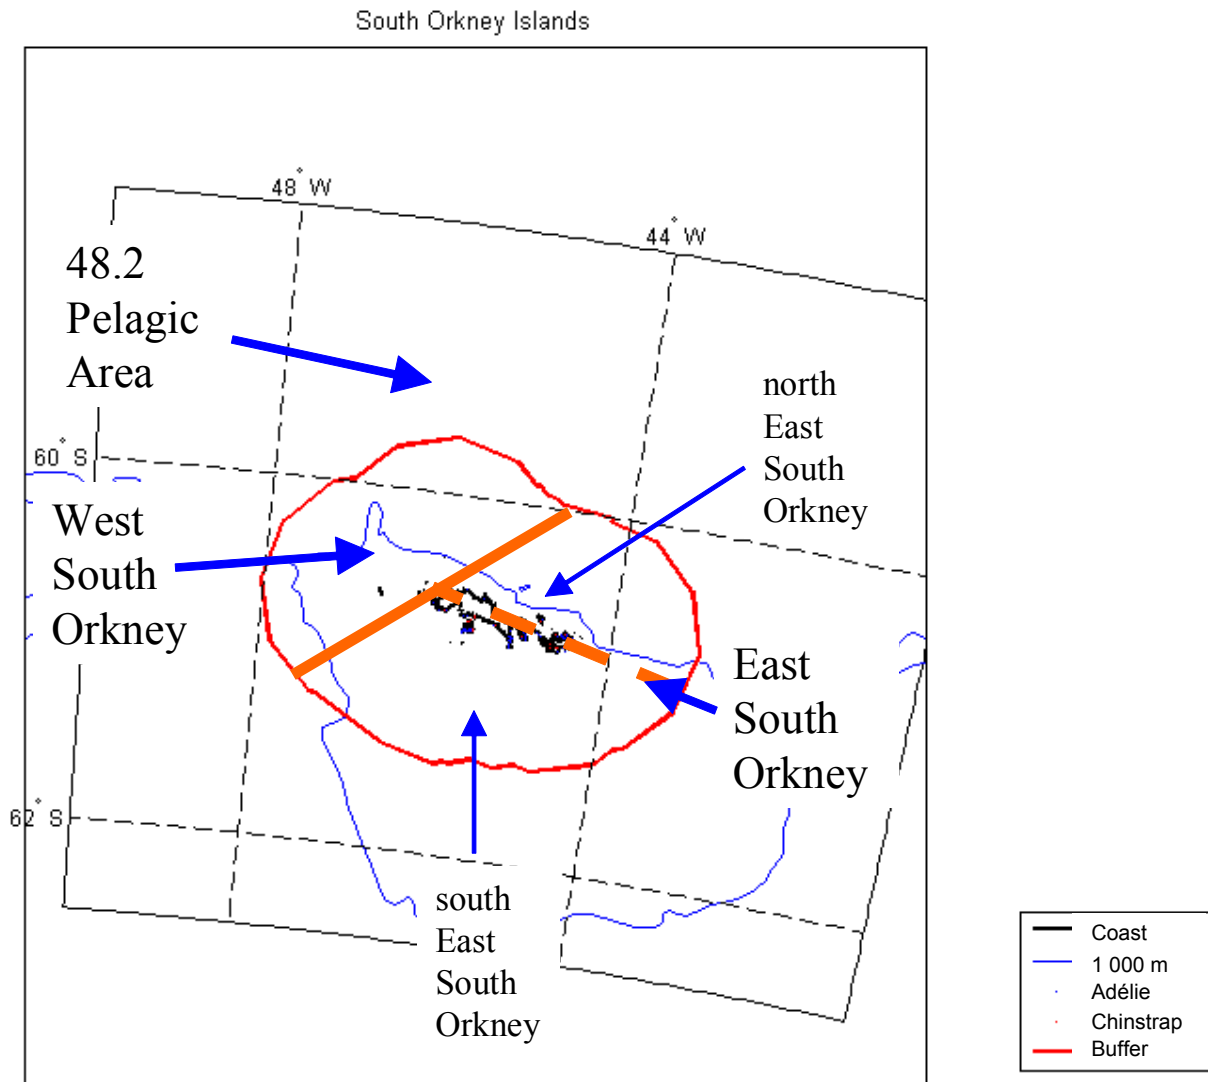 South Orkney Islands
48° W
44° W
48.2
Pelagic
Area
north
East
South
Orkney
60° S
West
South
Orkney
East
South
Orkney
62° S
south
East
South
Orkney
Coast
1 000 m
Adélie
Chinstrap
Buffer